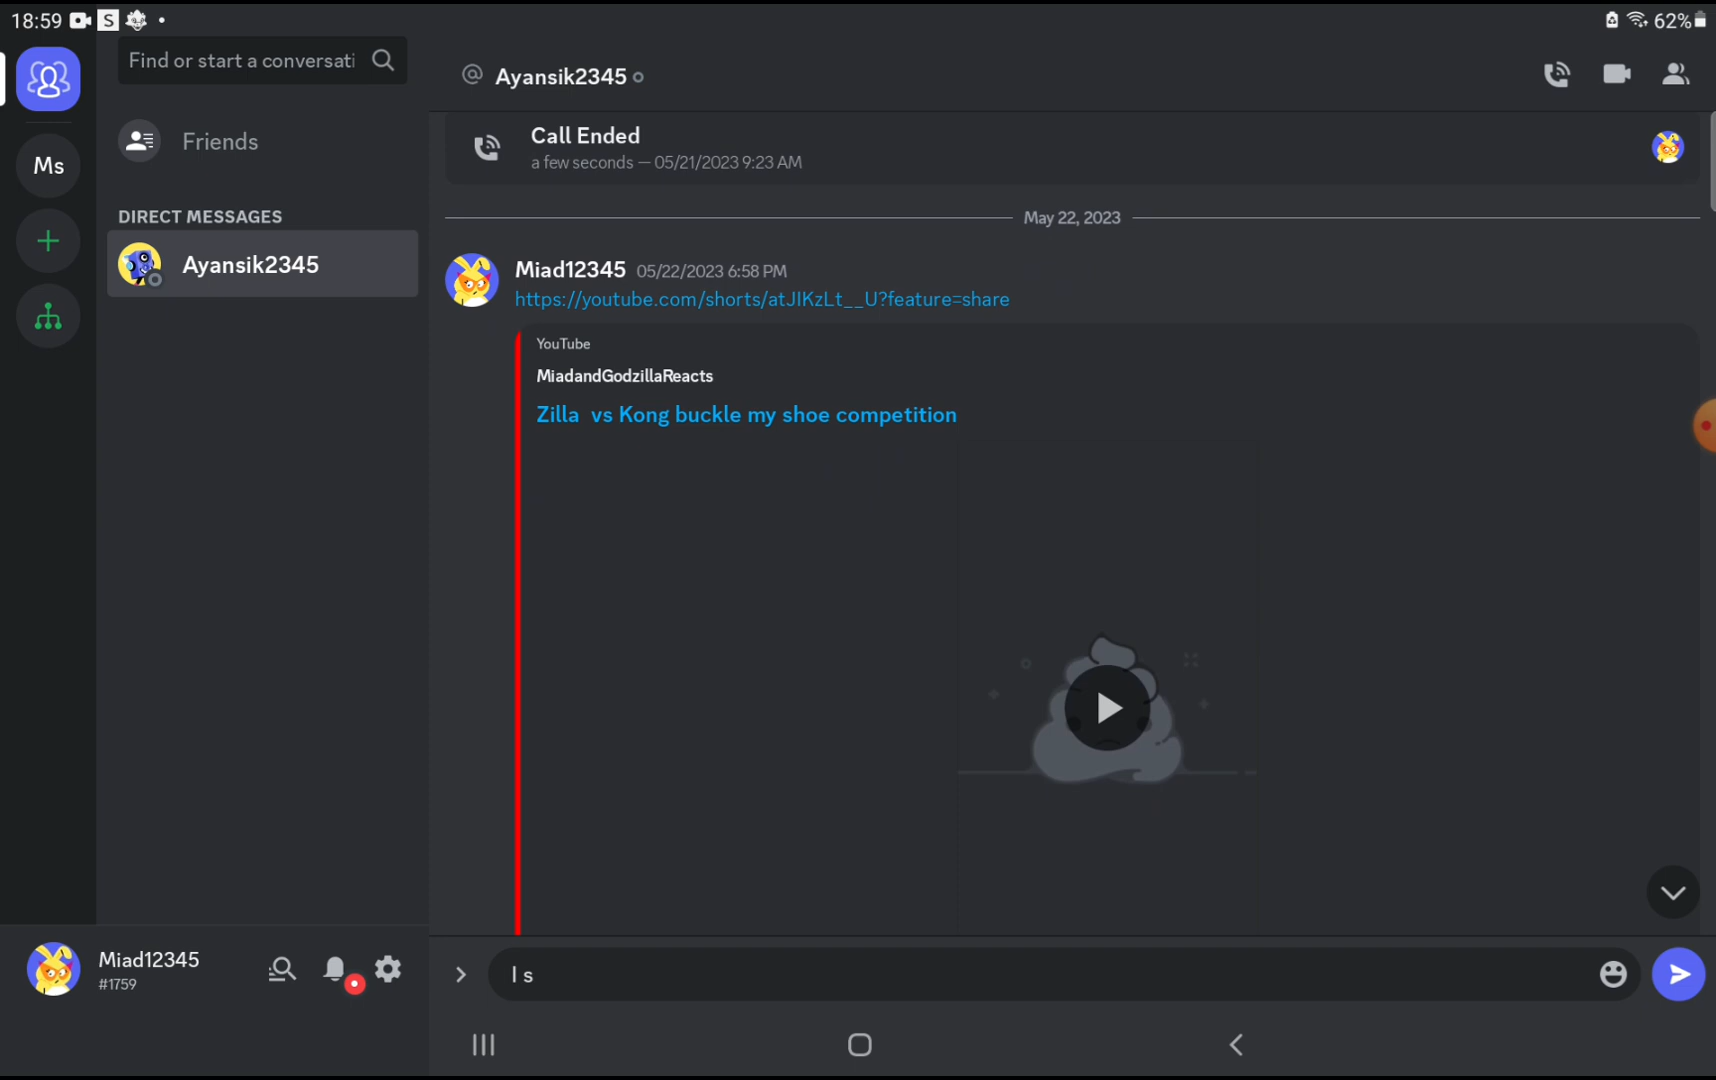 18:59
S
62%
Find or start a conversati
Friends
Ms
DIRECT MESSAGES
Ayansik2345
Miad12345
#1759
@ Ayansik2345
Call Ended
a few seconds — 05/21/2023 9:23 AM
May 22, 2023
Miad12345 05/22/2023 6:58 PM
https://youtube.com/shorts/atJIKzLt__U?feature=share
YouTube
MiadandGodzillaReacts
Zilla vs Kong buckle my shoe competition
I s